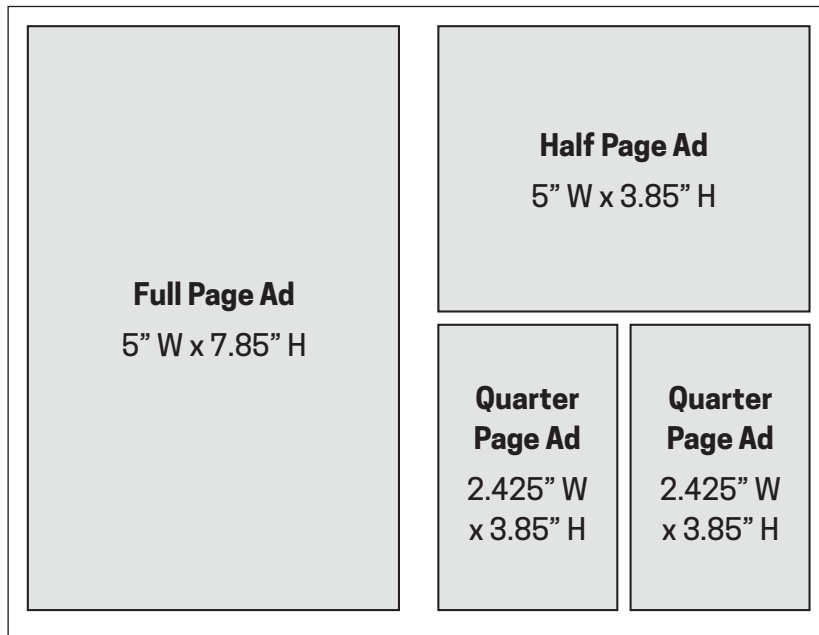 Full Page Ad
5” W x 7.85” H
Half Page Ad
5” W x 3.85” H
Quarter
Page Ad
2.425” W
x 3.85” H
Quarter
Page Ad
2.425” W
x 3.85” H